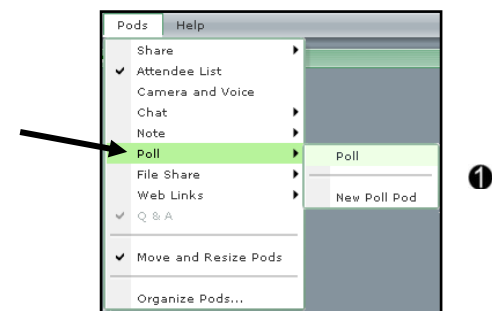 Pods Help
Share
Attendee List
Camera and Voice
Chat
Note
Poll
Poll
File Share
Web Links
New Poll Pod
1
Q & A
Move and Resize Pods
Organize Pods...